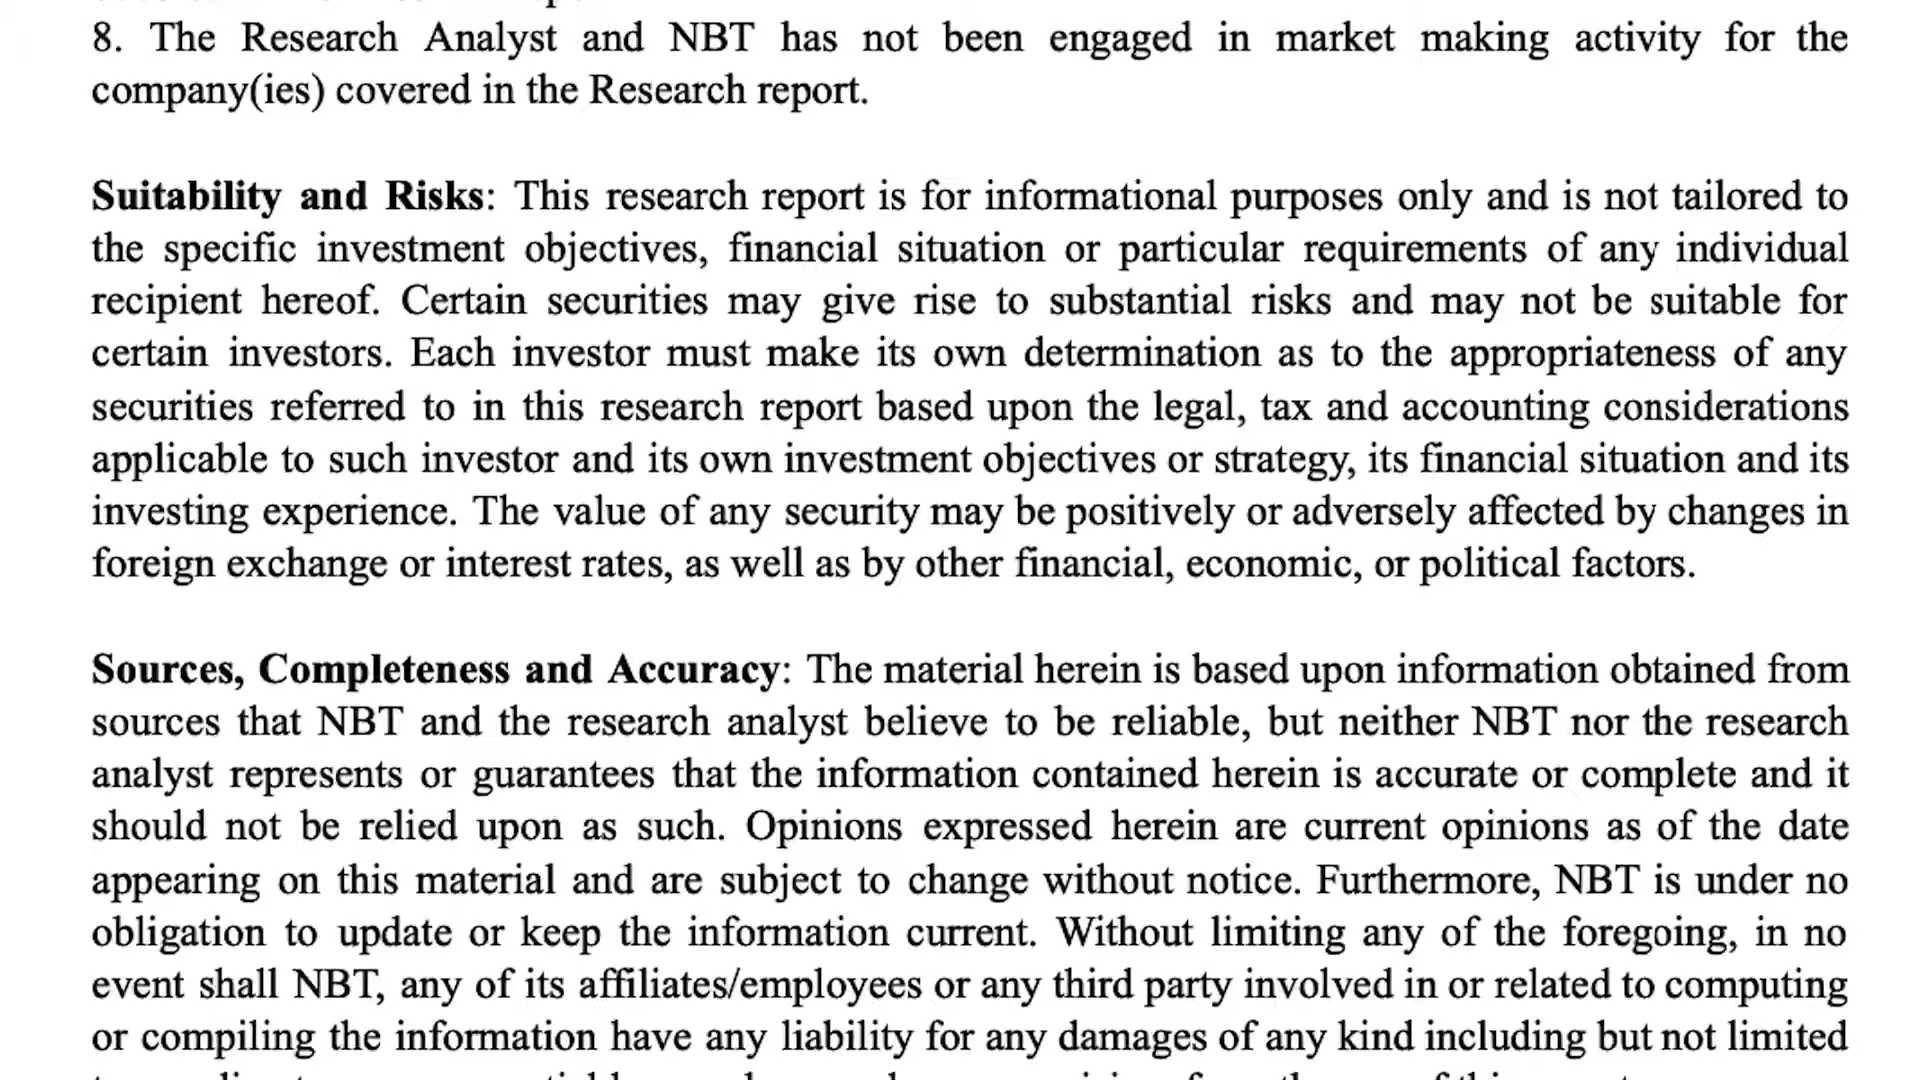 8. The Research Analyst and NBT has not been engaged in market making activity for the
company(ies) covered in the Research report.
Suitability and Risks: This research report is for informational purposes only and is not tailored to
the specific investment objectives, financial situation or particular requirements of any individual
recipient hereof. Certain securities may give rise to substantial risks and may not be suitable for
certain investors. Each investor must make its own determination as to the appropriateness of any
securities referred to in this research report based upon the legal, tax and accounting considerations
applicable to such investor and its own investment objectives or strategy, its financial situation and its
investing experience. The value of any security may be positively or adversely affected by changes in
foreign exchange or interest rates, as well as by other financial, economic, or political factors.
Sources, Completeness and Accuracy: The material herein is based upon information obtained from
sources that NBT and the research analyst believe to be reliable, but neither NBT nor the research
analyst represents or guarantees that the information contained herein is accurate or complete and it
should not be relied upon as such. Opinions expressed herein are current opinions as of the date
appearing on this material and are subject to change without notice. Furthermore, NBT is under no
obligation to update or keep the information current. Without limiting any of the foregoing, in no
event shall NBT, any of its affiliates/employees or any third party involved in or related to computing
or compiling the information have any liability for any damages of any kind including but not limited